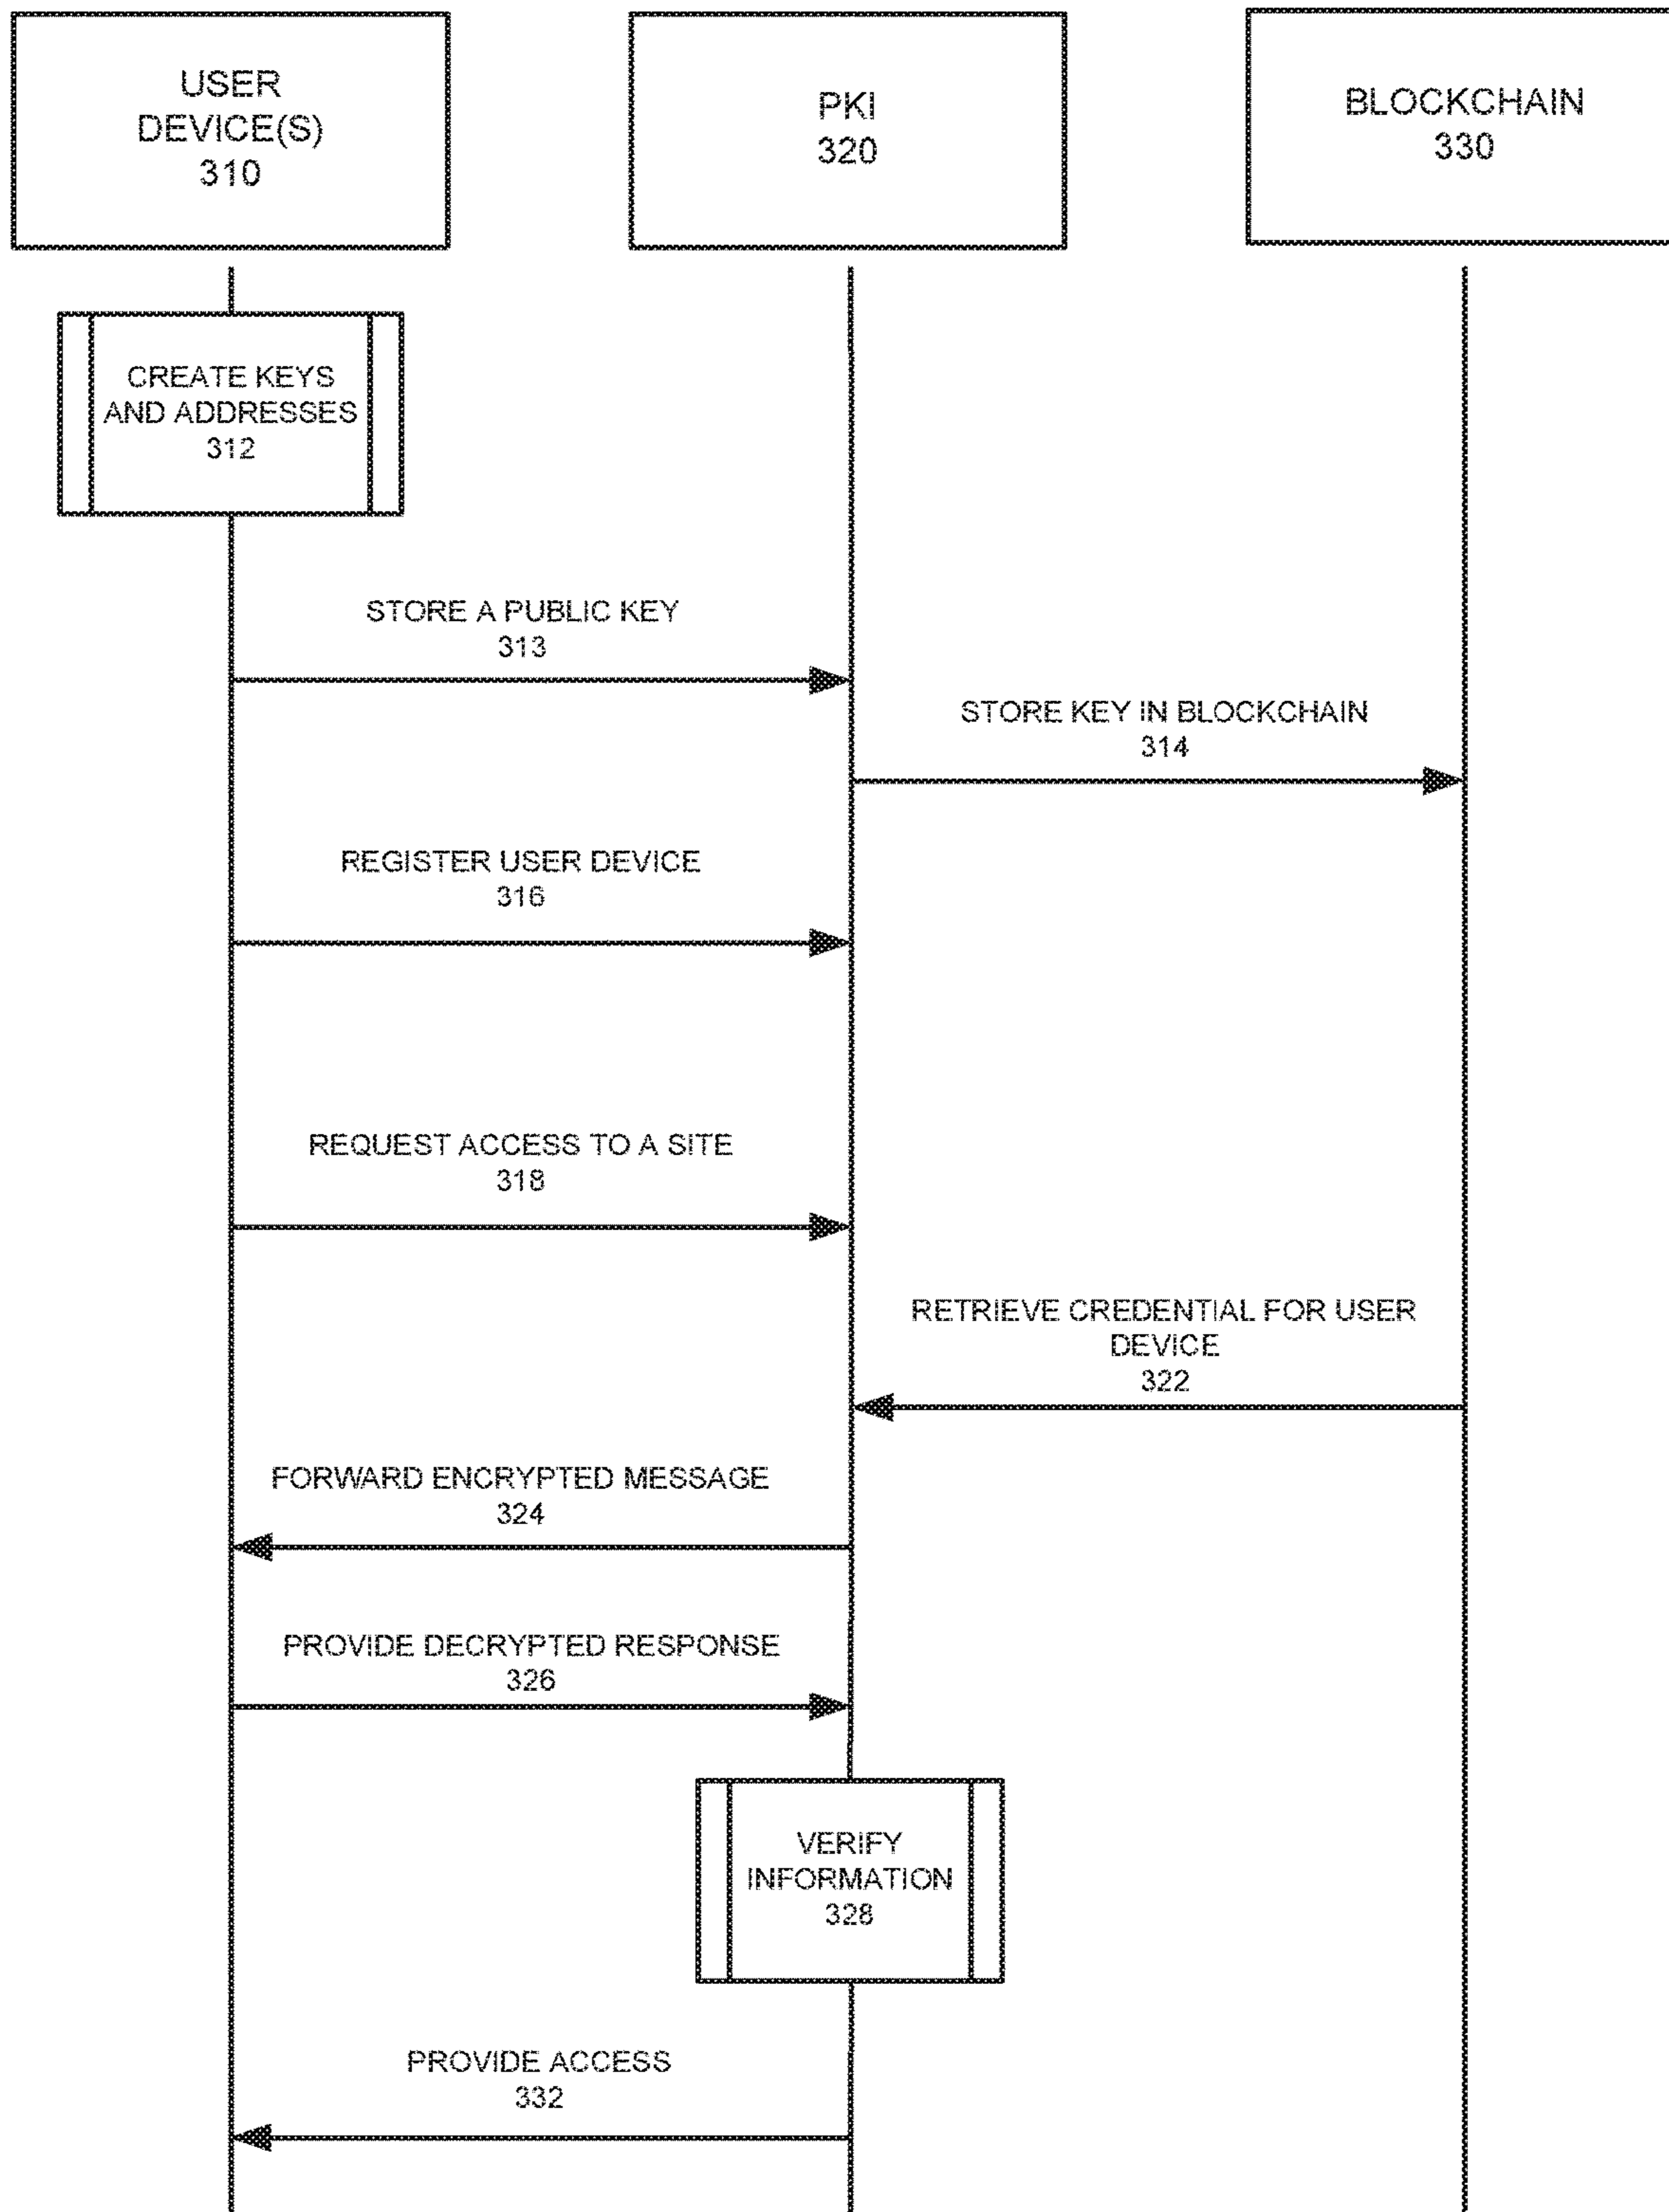 USER
DEVICE(S)
310
PKI
320
BLOCKCHAIN
330
CREATE KEYS
AND ADDRESSES
312
STORE A PUBLIC KEY
313
STORE KEY IN BLOCKCHAIN
314
REGISTER USER DEVICE
316
REQUEST ACCESS TO A SITE
318
RETRIEVE CREDENTIAL FOR USER
DEVICE
322
FORWARD ENCRYPTED MESSAGE
324
PROVIDE DECRYPTED RESPONSE
326
VERIFY
INFORMATION
328
PROVIDE ACCESS
332